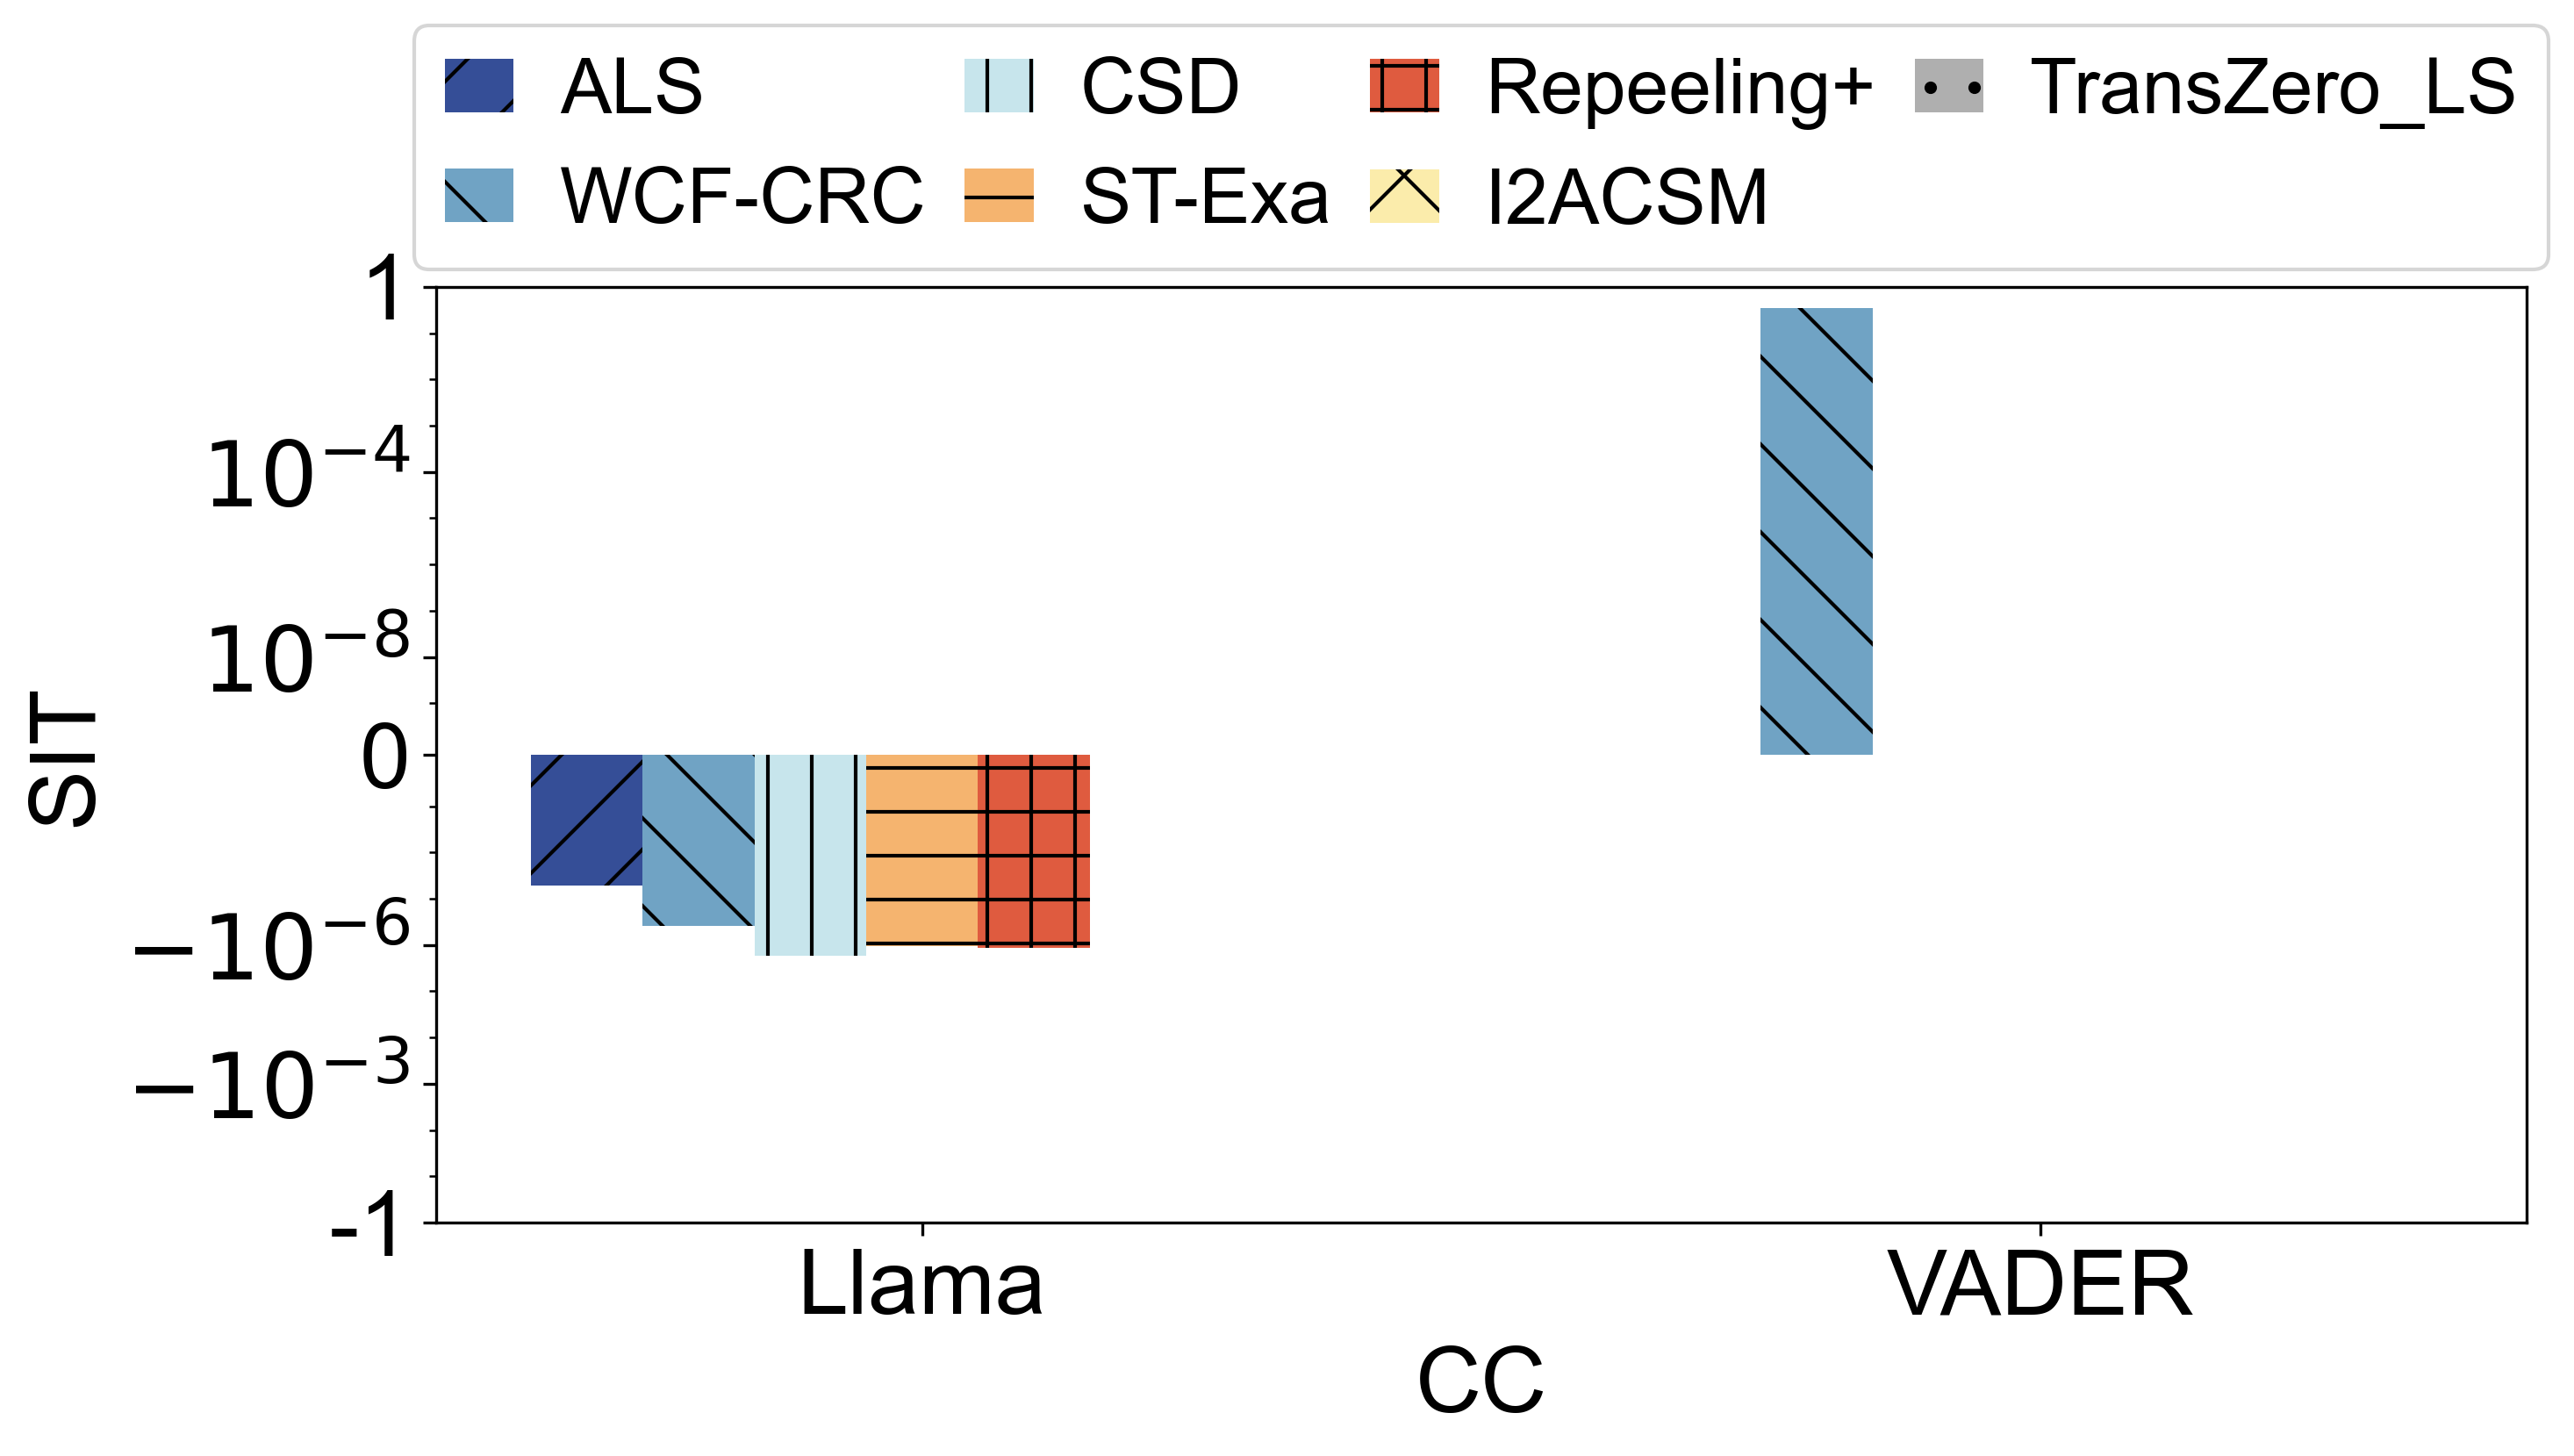 ALS CSD Repeeling+ TransZero_LS
WCF-CRC ST-Exa I2ACSM
1
10⁻⁴
10⁻⁸
0
−10⁻⁶
−10⁻³
-1
SIT
Llama VADER
CC